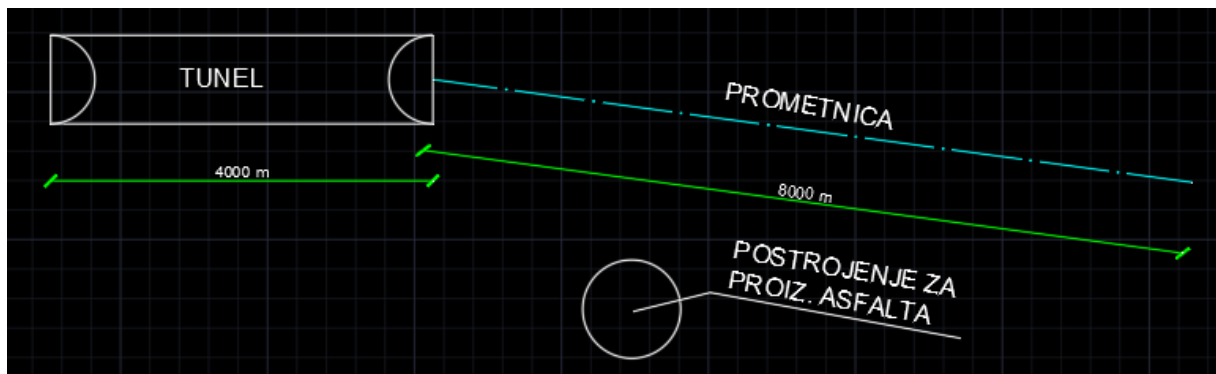 TUNEL
PROMETNICA
4000 m
8000 m
POSTROJENJE ZA
PROIZ. ASFALTA